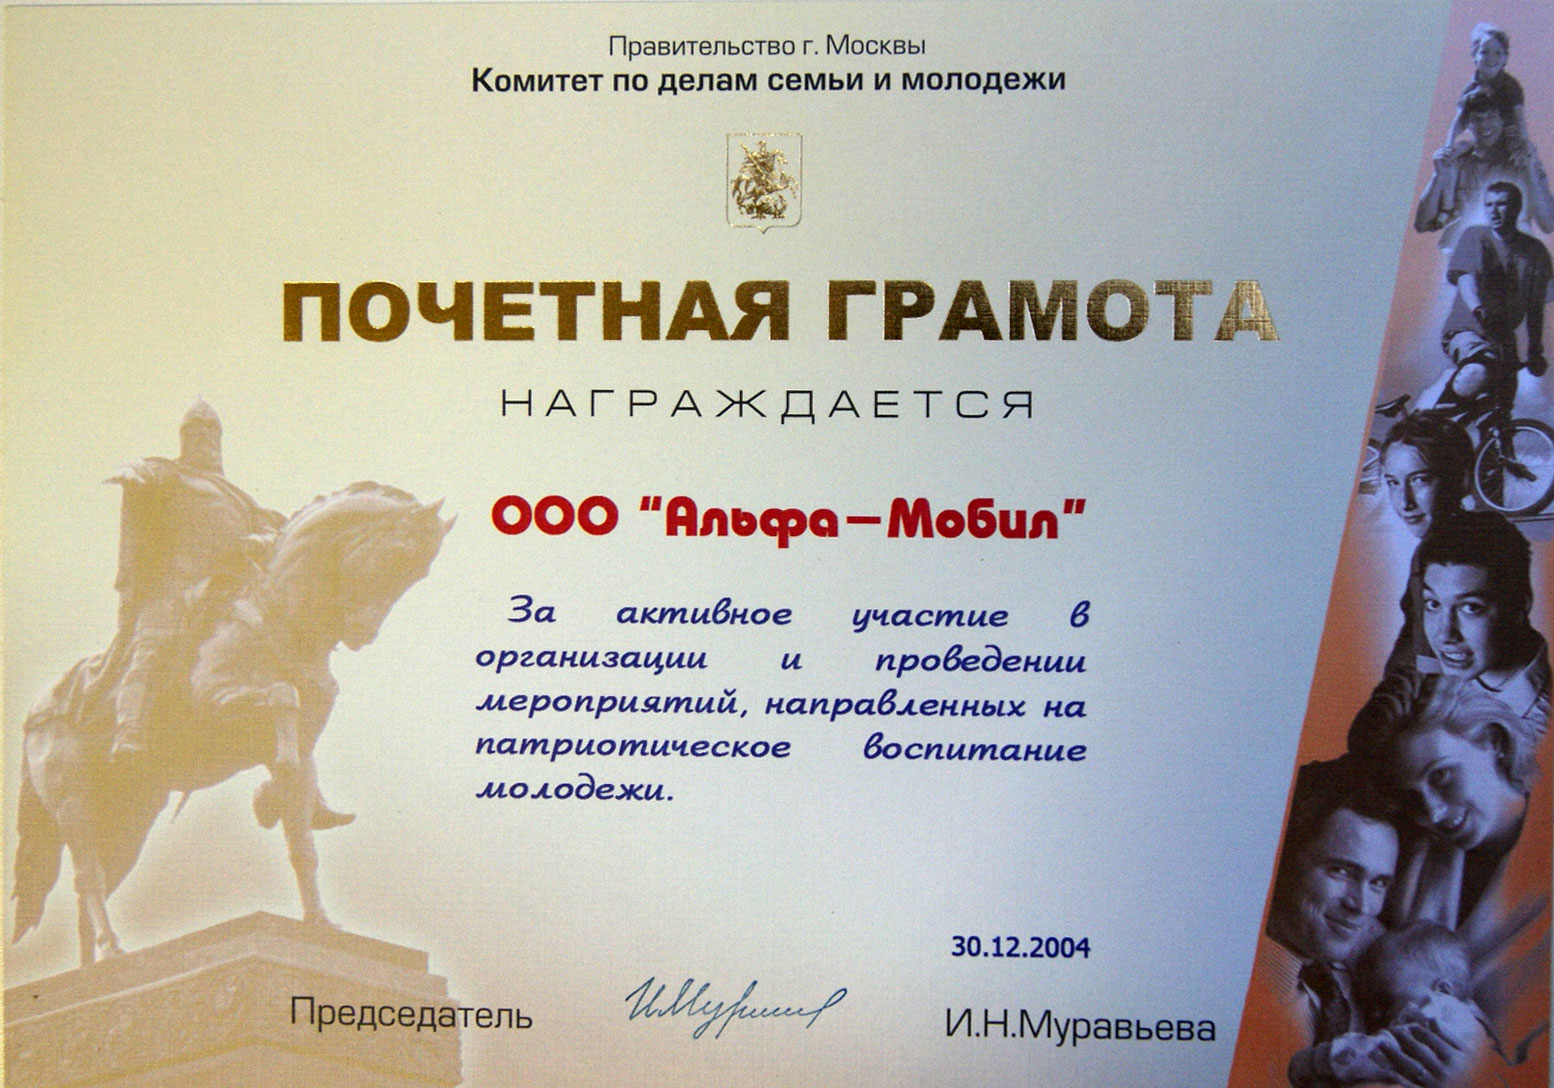 Правительство г. Москвы
Комитет по делам семьи и молодежи
ПОЧЕТНАЯ ГРАМОТА
НАГРАЖДАЕТСЯ
ООО "Альфа-Мобил"
За активное участие в
организации и проведении
мероприятий, направленных на
патриотическое воспитание
молодежи.
30.12.2004
Председатель
И.Н.Муравьева